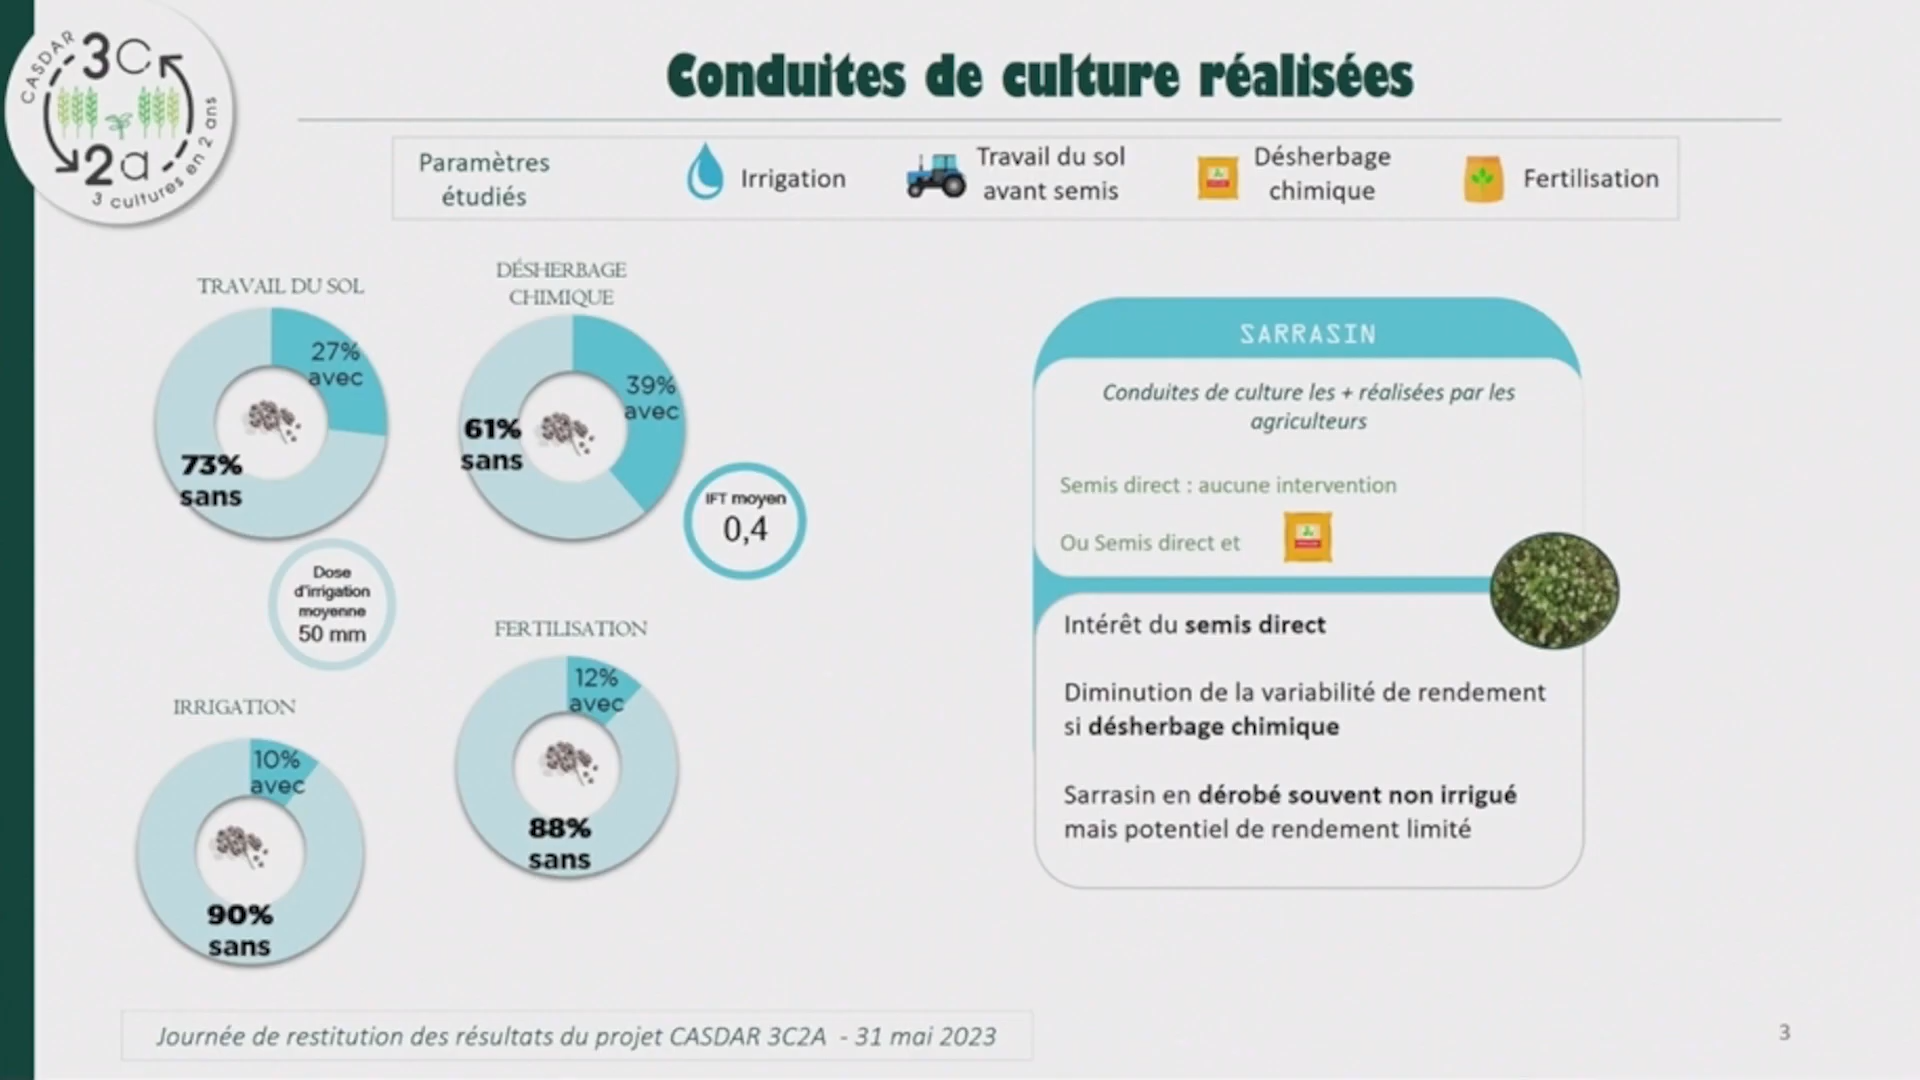 CASDAR
3C
2a
3 cultures en 2 ans
Conduites de culture réalisées
Paramètres
étudiés
Irrigation
Travail du sol
avant semis
Désherbage
chimique
Fertilisation
TRAVAIL DU SOL
27%
avec
73%
sans
DÉSHERBAGE
CHIMIQUE
39%
avec
61%
sans
IFT moyen
0,4
Dose
d'irrigation
moyenne
50 mm
IRRIGATION
10%
avec
90%
sans
FERTILISATION
12%
avec
88%
sans
SARRASIN
Conduites de culture les + réalisées par les
agriculteurs
Semis direct : aucune intervention
Ou Semis direct et
Intérêt du semis direct
Diminution de la variabilité de rendement
si désherbage chimique
Sarrasin en dérobé souvent non irrigué
mais potentiel de rendement limité
Journée de restitution des résultats du projet CASDAR 3C2A - 31 mai 2023
3